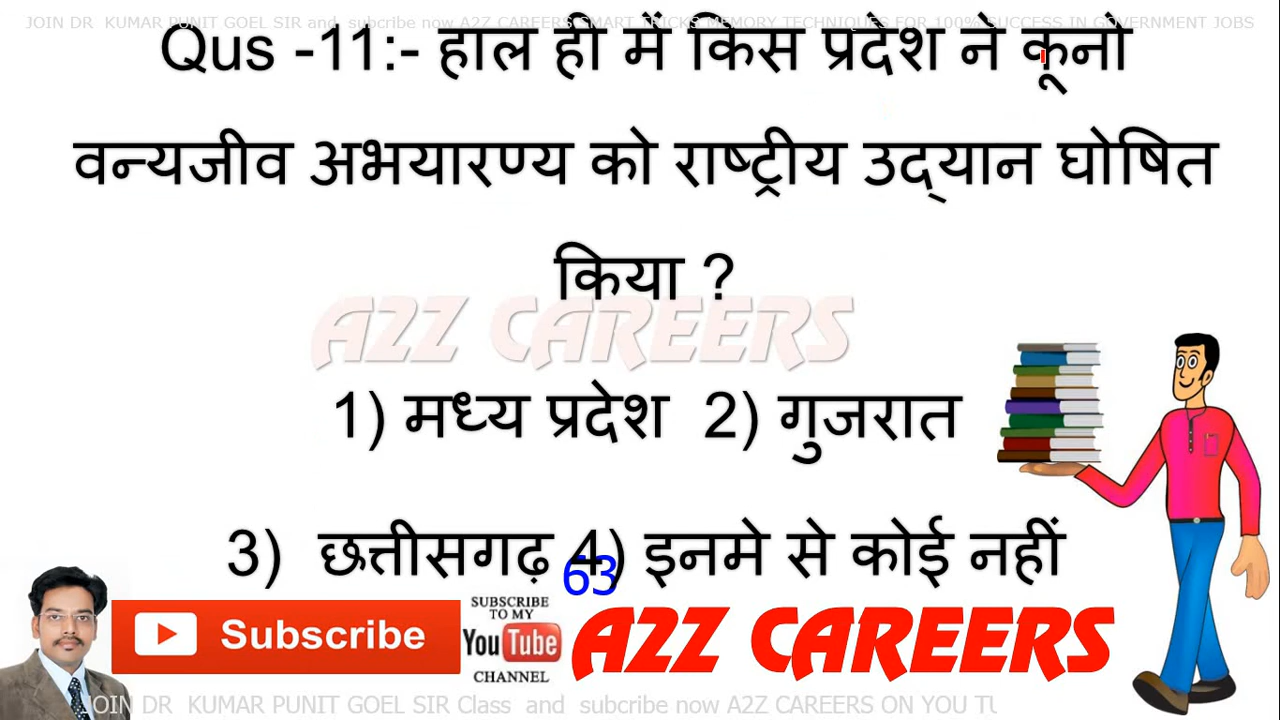 JOIN DR KUMAR PUNIT GOEL SIR and subcribe now A2Z CAREERS SMART TRICKS MEMORY TECHNIQUES FOR 100% SUCCESS IN GOVERNMENT JOBS
Qus -11:- हाल ही में किस प्रदेश ने कूनो
वन्यजीव अभयारण्य को राष्ट्रीय उद्यान घोषित
किया ?
A2Z CAREERS
1) मध्य प्रदेश 2) गुजरात
3) छत्तीसगढ़ 4) इनमे से कोई नहीं
63
Subscribe
SUBSCRIBE
TO MY
YouTube
CHANNEL
A2Z CAREERS
JOIN DR KUMAR PUNIT GOEL SIR Class and subcribe now A2Z CAREERS ON YOU TU